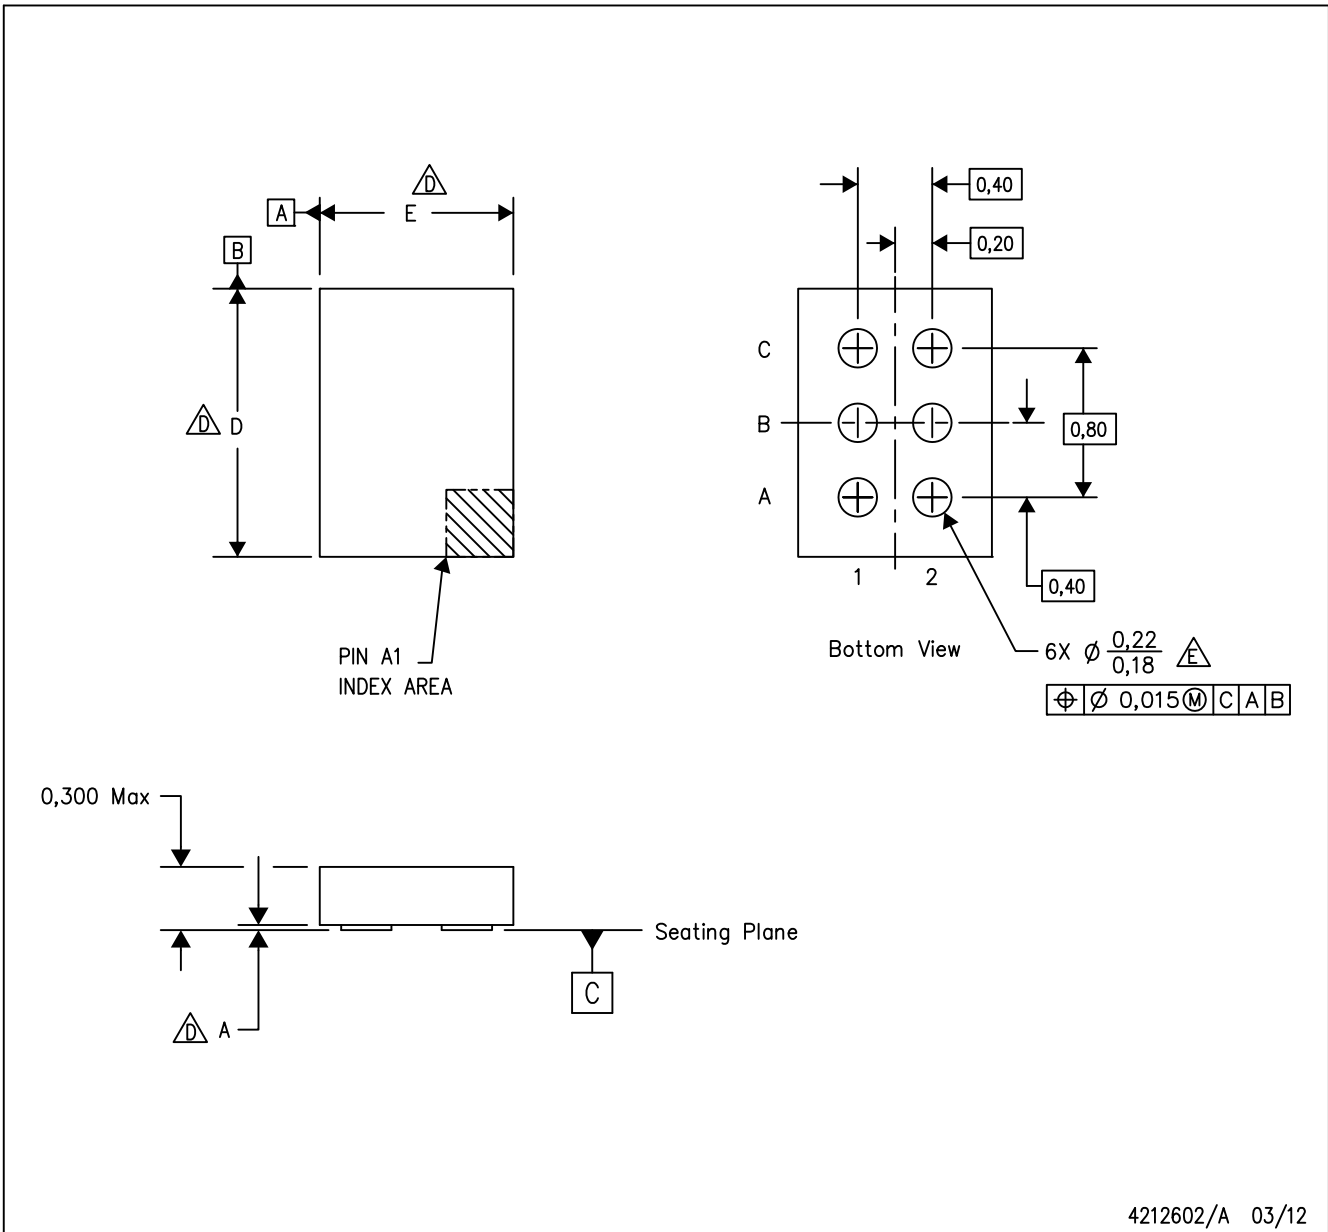 D
A
E
B
D
D
PIN A1
INDEX AREA
0,40
0,20
C
B
A
0,80
0,40
1
2
Bottom View
6X Ø 0,22
0,18
E
⌖ Ø 0,015Ⓜ C A B
0,300 Max
Seating Plane
C
D A
4212602/A 03/12